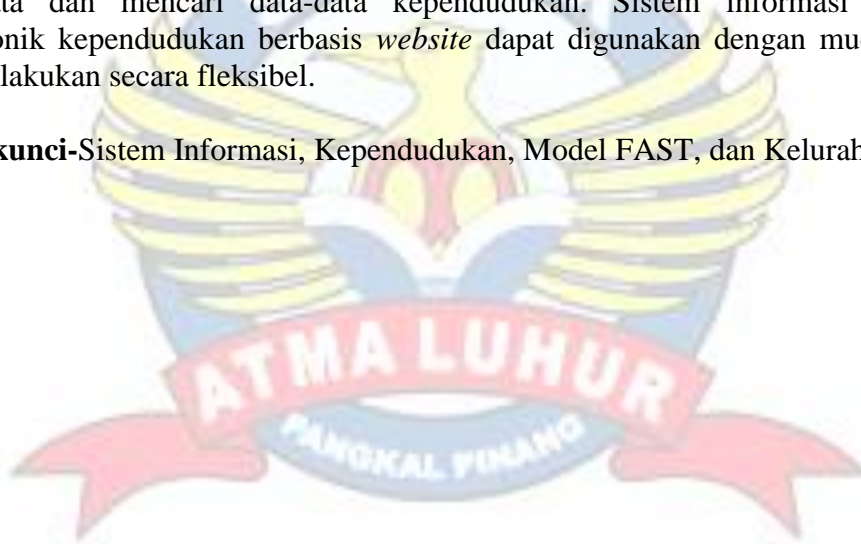 ata dan mencari data-data kependudukan. Sistem informasi
onik kependudukan berbasis website dapat digunakan dengan mu
lakukan secara fleksibel.
kunci-Sistem Informasi, Kependudukan, Model FAST, dan Kelurah
ATMA LUHUR
PANGKAL PINANG